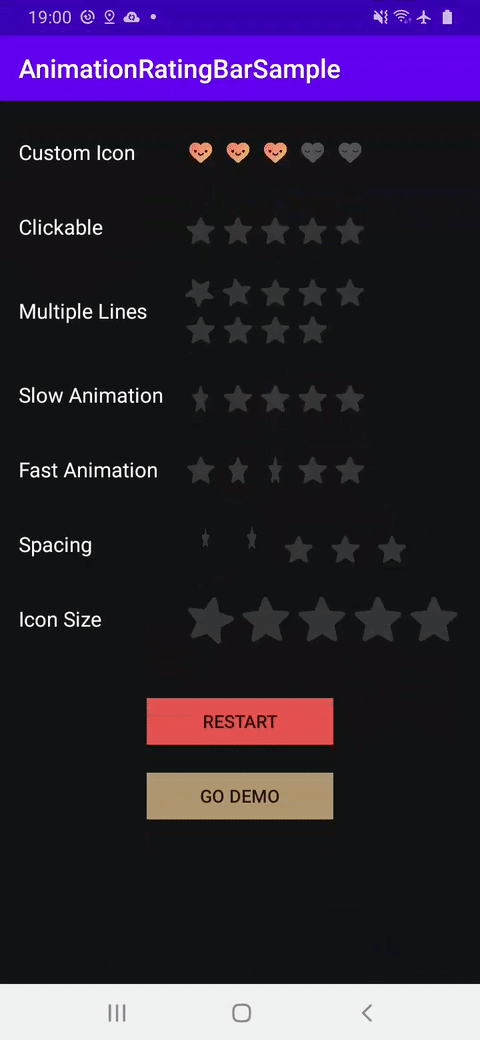 19:00
AnimationRatingBarSample
Custom Icon
Clickable
Multiple Lines
Slow Animation
Fast Animation
Spacing
Icon Size
RESTART
GO DEMO